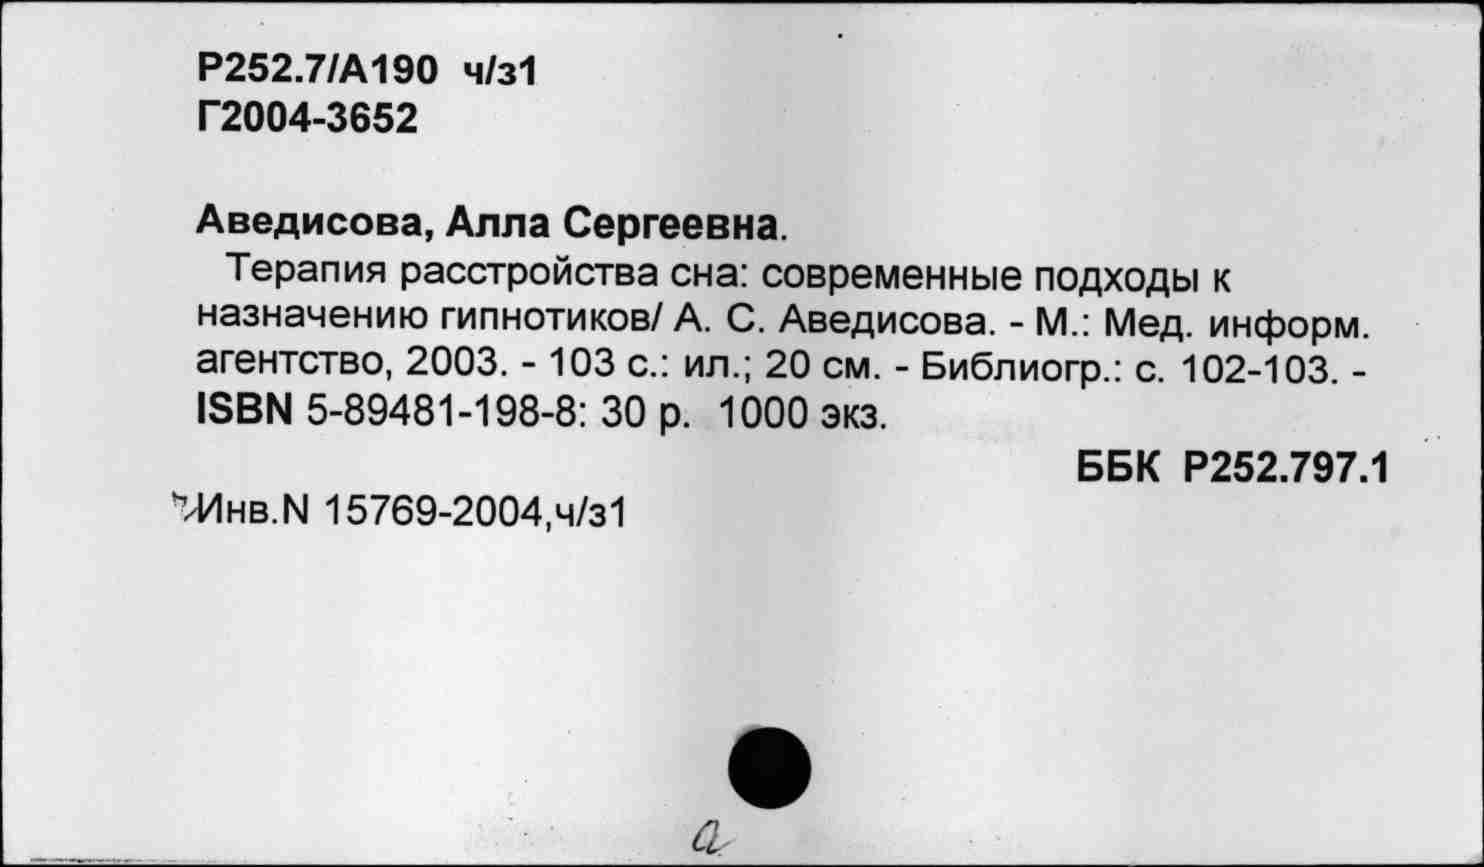 Р252.7/А190 ч/з1
Г2004-3652
Аведисова, Алла Сергеевна.
Терапия расстройства сна: современные подходы к
назначению гипнотиков/ А. С. Аведисова. - М.: Мед. информ.
агентство, 2003. - 103 с.: ил.; 20 см. - Библиогр.: с. 102-103. -
ISBN 5-89481-198-8: 30 р. 1000 экз.
ББК Р252.797.1
Инв.N 15769-2004,ч/з1
a